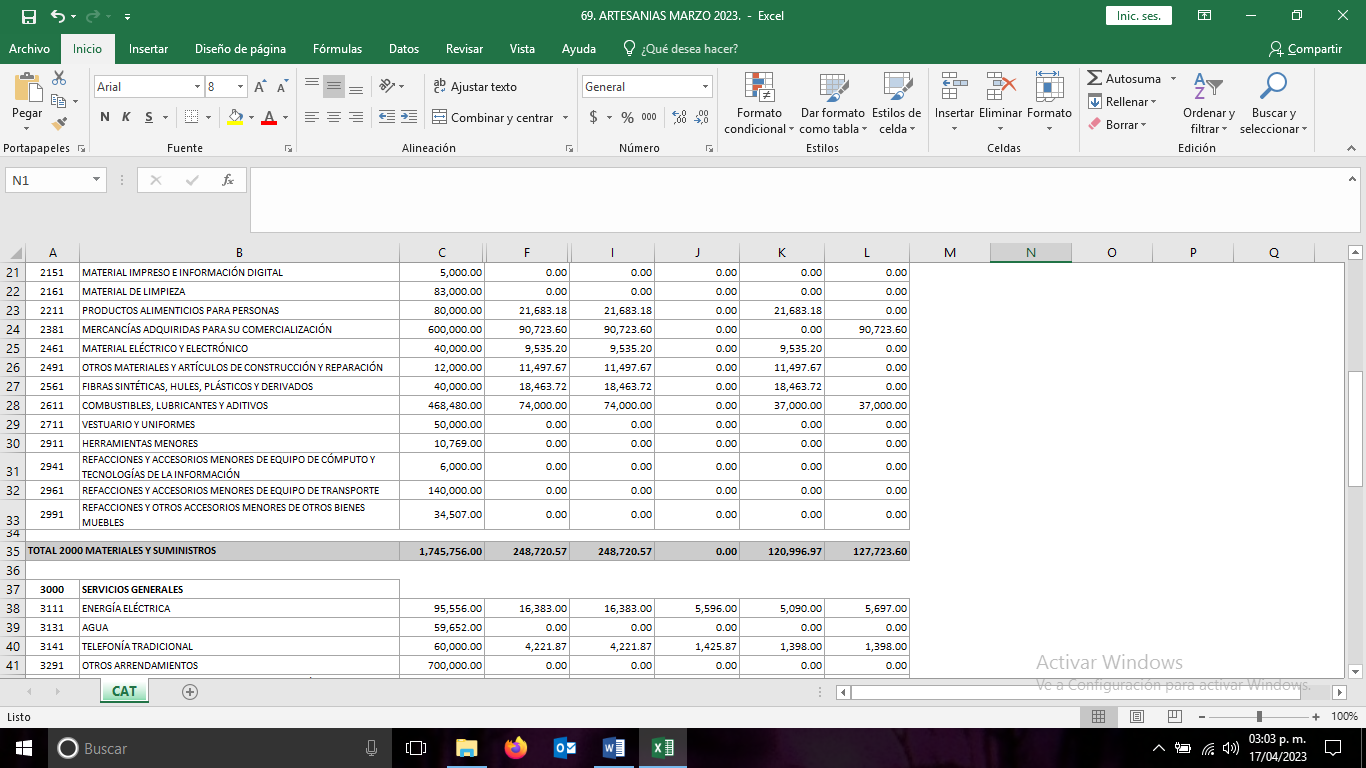 69. ARTESANIAS MARZO 2023. - Excel
Inic. ses.
Archivo Inicio Insertar Diseño de página Fórmulas Datos Revisar Vista Ayuda ¿Qué desea hacer? Compartir
Pegar
Portapapeles
Arial 8
N K S
Fuente
Ajustar texto
Combinar y centrar
Alineación
General
$ % 000
Número
Formato condicional
Dar formato como tabla
Estilos de celda
Estilos
Insertar Eliminar Formato
Celdas
Autosuma
Rellenar
Borrar
Ordenar y filtrar
Buscar y seleccionar
Edición
N1 fx
A B C F I J K L M N O P Q
21 2151 MATERIAL IMPRESO E INFORMACIÓN DIGITAL 5,000.00 0.00 0.00 0.00 0.00 0.00
22 2161 MATERIAL DE LIMPIEZA 83,000.00 0.00 0.00 0.00 0.00 0.00
23 2211 PRODUCTOS ALIMENTICIOS PARA PERSONAS 80,000.00 21,683.18 21,683.18 0.00 21,683.18 0.00
24 2381 MERCANCÍAS ADQUIRIDAS PARA SU COMERCIALIZACIÓN 600,000.00 90,723.60 90,723.60 0.00 0.00 90,723.60
25 2461 MATERIAL ELÉCTRICO Y ELECTRÓNICO 40,000.00 9,535.20 9,535.20 0.00 9,535.20 0.00
26 2491 OTROS MATERIALES Y ARTÍCULOS DE CONSTRUCCIÓN Y REPARACIÓN 12,000.00 11,497.67 11,497.67 0.00 11,497.67 0.00
27 2561 FIBRAS SINTÉTICAS, HULES, PLÁSTICOS Y DERIVADOS 40,000.00 18,463.72 18,463.72 0.00 18,463.72 0.00
28 2611 COMBUSTIBLES, LUBRICANTES Y ADITIVOS 468,480.00 74,000.00 74,000.00 0.00 37,000.00 37,000.00
29 2711 VESTUARIO Y UNIFORMES 50,000.00 0.00 0.00 0.00 0.00 0.00
30 2911 HERRAMIENTAS MENORES 10,769.00 0.00 0.00 0.00 0.00 0.00
31 2941 REFACCIONES Y ACCESORIOS MENORES DE EQUIPO DE CÓMPUTO Y
TECNOLOGÍAS DE LA INFORMACIÓN 6,000.00 0.00 0.00 0.00 0.00 0.00
32 2961 REFACCIONES Y ACCESORIOS MENORES DE EQUIPO DE TRANSPORTE 140,000.00 0.00 0.00 0.00 0.00 0.00
33 2991 REFACCIONES Y OTROS ACCESORIOS MENORES DE OTROS BIENES
MUEBLES 34,507.00 0.00 0.00 0.00 0.00 0.00
34
35 TOTAL 2000 MATERIALES Y SUMINISTROS 1,745,756.00 248,720.57 248,720.57 0.00 120,996.97 127,723.60
36
37 3000 SERVICIOS GENERALES
38 3111 ENERGÍA ELÉCTRICA 95,556.00 16,383.00 16,383.00 5,596.00 5,090.00 5,697.00
39 3131 AGUA 59,652.00 0.00 0.00 0.00 0.00 0.00
40 3141 TELEFONÍA TRADICIONAL 60,000.00 4,221.87 4,221.87 1,425.87 1,398.00 1,398.00
41 3291 OTROS ARRENDAMIENTOS 700,000.00 0.00 0.00 0.00 0.00 0.00
Activar Windows
Ve a Configuración para activar Windows.
CAT
Listo 100%
Buscar
03:03 p. m.
17/04/2023